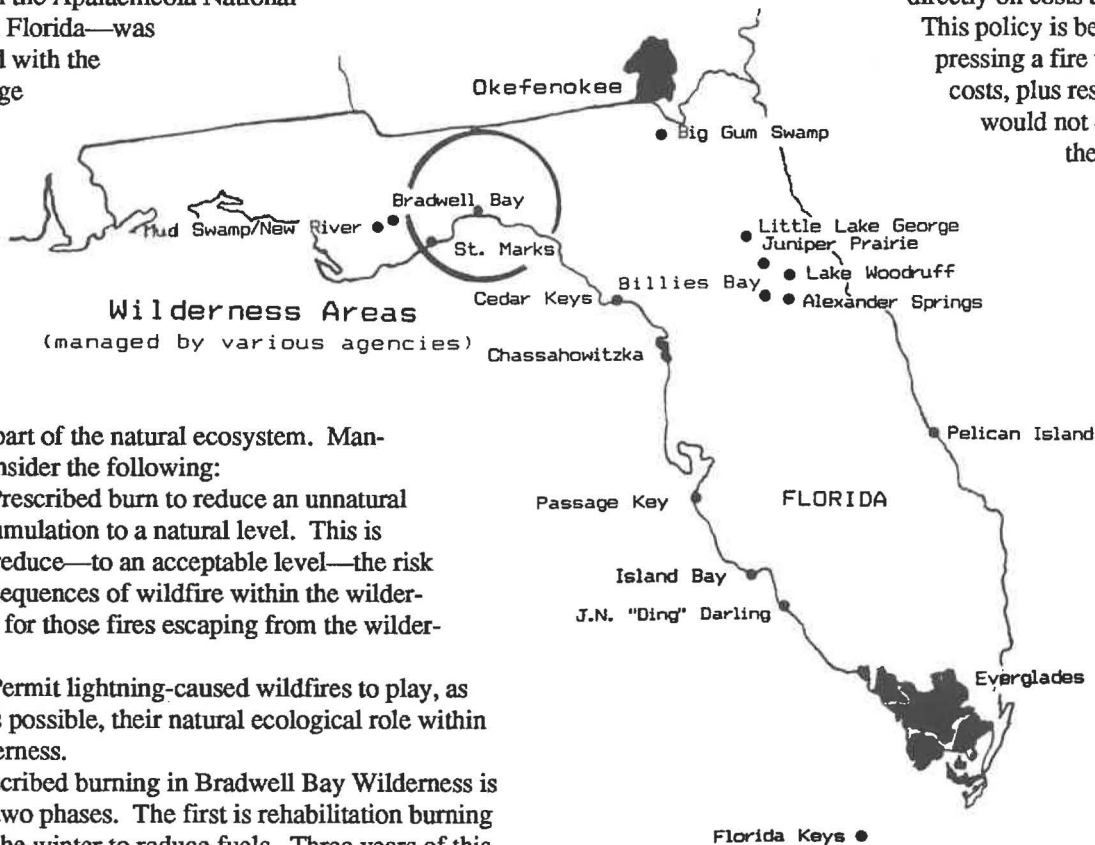 the Apalachicola National
Florida—was
with the
ge
directly on costs
This policy is be
pressing a fire
costs, plus res
would not
the
Okefenokee
Big Gum Swamp
Bradwell Bay
Mud Swamp/New River
St. Marks
Little Lake George
Juniper Prairie
Lake Woodruff
Billies Bay
Alexander Springs
Cedar Keys
Wilderness Areas
(managed by various agencies)
Chassahowitzka
Pelican Island
Passage Key
FLORIDA
Island Bay
J.N. "Ding" Darling
Everglades
Florida Keys
part of the natural ecosystem. Man-
nsider the following:
Prescribed burn to reduce an unnatural
umulation to a natural level. This is
reduce—to an acceptable level—the risk
sequences of wildfire within the wilder-
for those fires escaping from the wilder-
Permit lightning-caused wildfires to play, as
s possible, their natural ecological role within
erness.
cribed burning in Bradwell Bay Wilderness is
two phases. The first is rehabilitation burning
the winter to reduce fuels. Three years of this